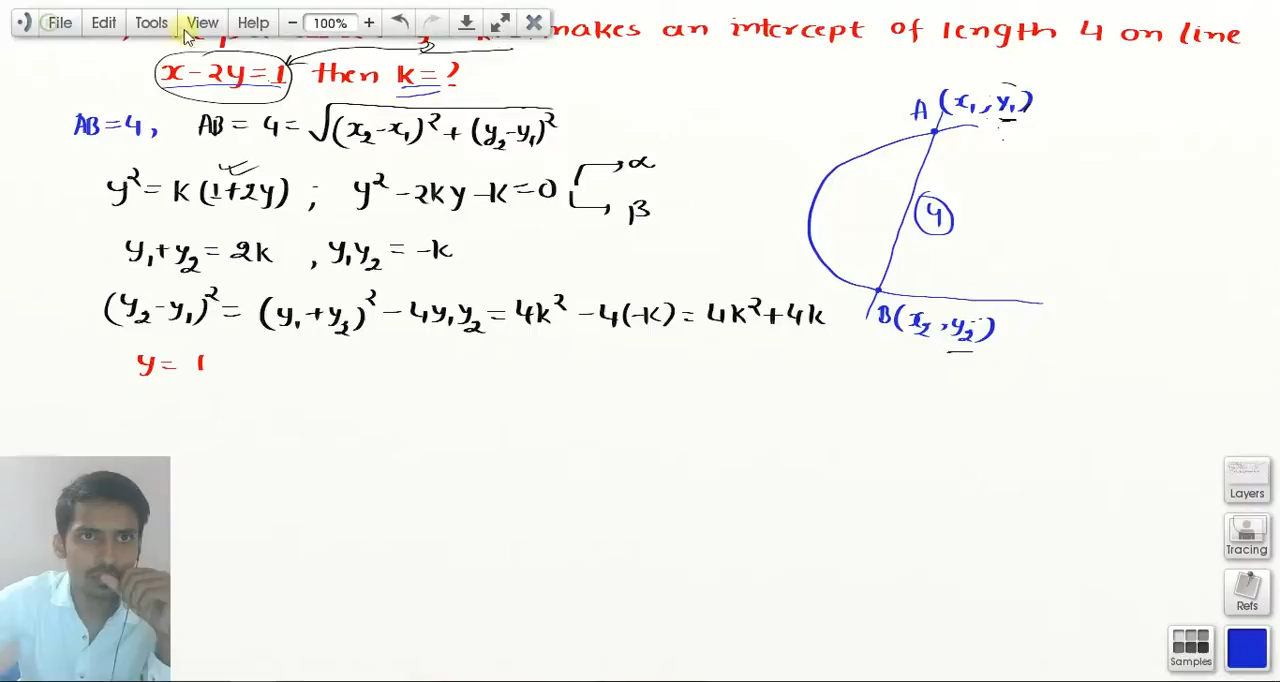 File Edit Tools View Help − 100% +
makes an intercept of length 4 on line
x-2y=1 then k=?
A (x₁, y₁)
AB=4, AB = 4 = √(x₂-x₁)² + (y₂-y₁)²
y² = k(1+2y) ; y² - 2ky - k = 0 → α
→ β
4
y₁+y₂ = 2k , y₁y₂ = -k
(y₂-y₁)² = (y₁+y₂)² - 4y₁y₂ = 4k² - 4(-k) = 4k²+4k
B(x₂, y₂)
y = 1
Layers
Tracing
Refs
Samples